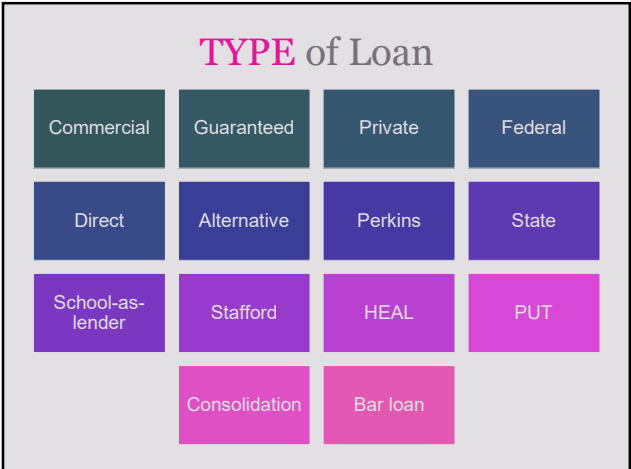 TYPE of Loan
Commercial
Guaranteed
Private
Federal
Direct
Alternative
Perkins
State
School-as-
lender
Stafford
HEAL
PUT
Consolidation
Bar loan